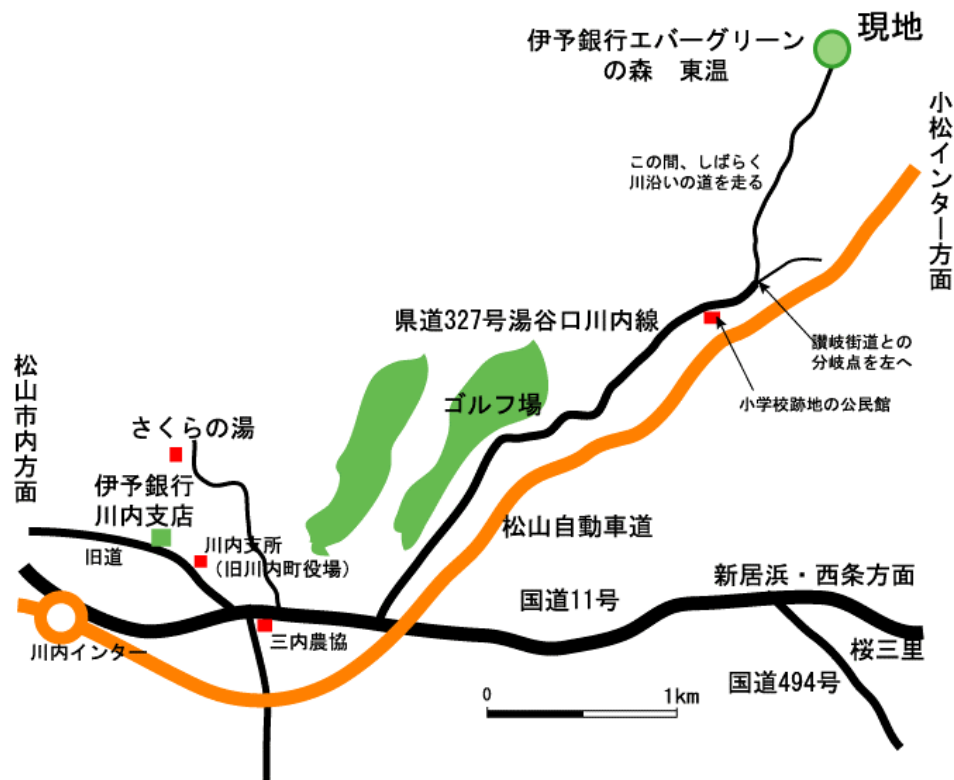 現地
伊予銀行エバーグリーン
の森　東温
小松インター方面
この間、しばらく
川沿いの道を走る
県道327号湯谷口川内線
讃岐街道との
分岐点を左へ
小学校跡地の公民館
松山市内方面
ゴルフ場
さくらの湯
伊予銀行
川内支店
川内支所
（旧川内町役場）
旧道
松山自動車道
新居浜・西条方面
国道11号
三内農協
川内インター
桜三里
国道494号
0
1km